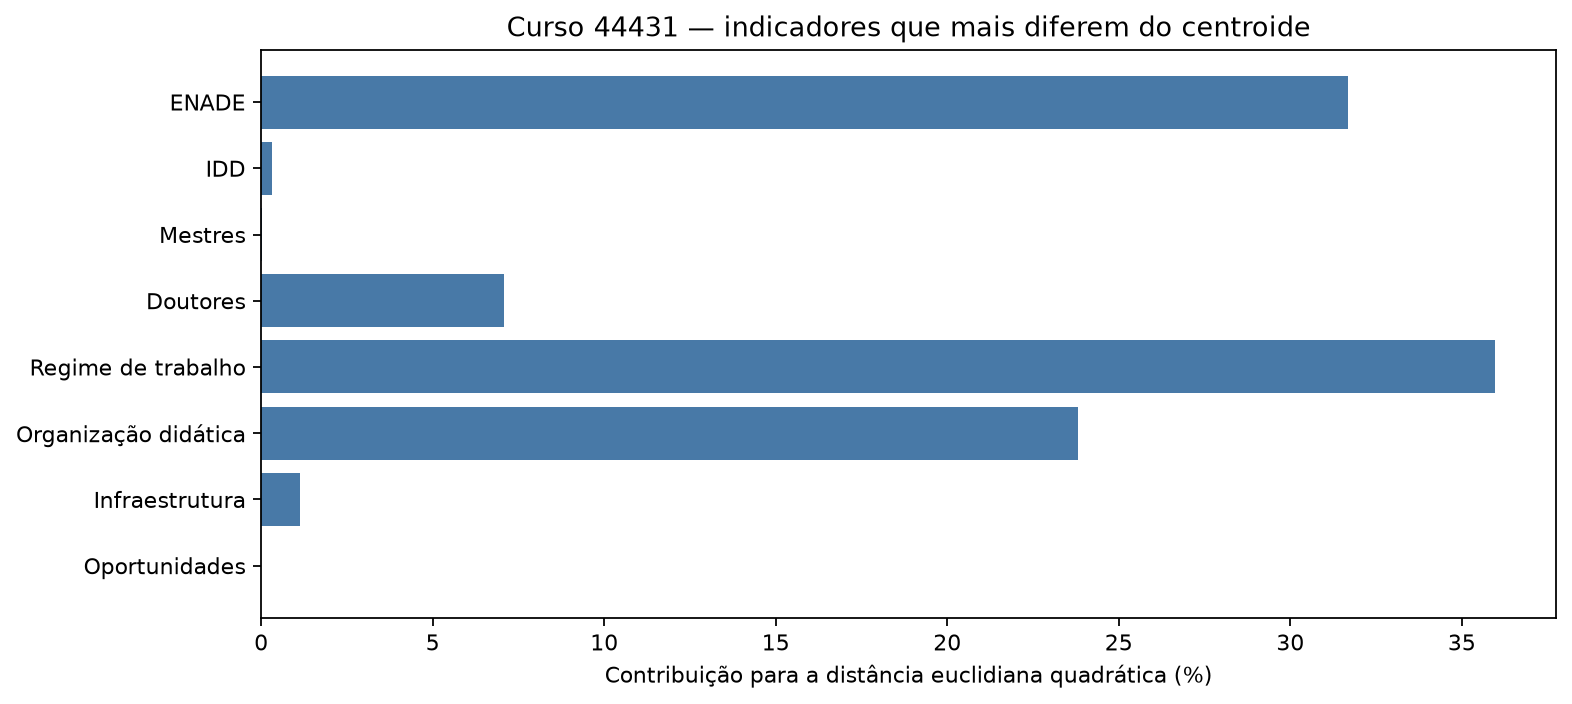 Curso 44431 — indicadores que mais diferem do centroide
ENADE
IDD
Mestres
Doutores
Regime de trabalho
Organização didática
Infraestrutura
Oportunidades
0 5 10 15 20 25 30 35
Contribuição para a distância euclidiana quadrática (%)